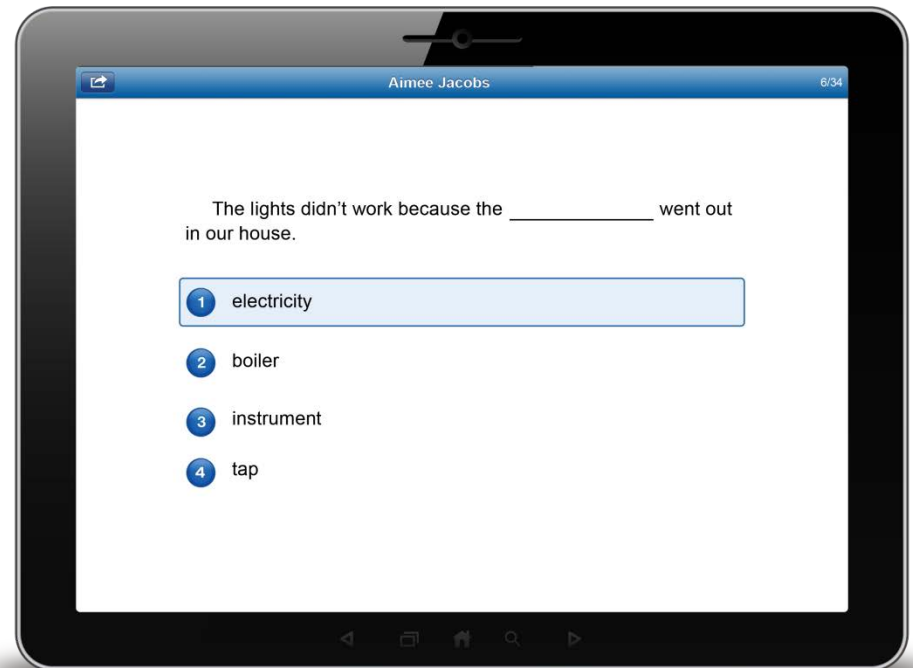 Aimee Jacobs
6/34
The lights didn't work because the ______________ went out
in our house.
1 electricity
2 boiler
3 instrument
4 tap